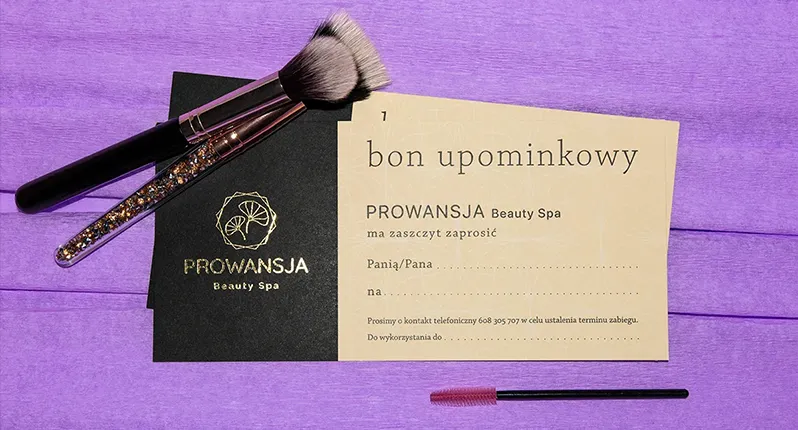 PROWANSJA
Beauty Spa
bon upominkowy
PROWANSJA Beauty Spa
ma zaszczyt zaprosić
Panią/Pana
na
Prosimy o kontakt telefoniczny 608 305 707 w celu ustalenia terminu zabiegu.
Do wykorzystania do